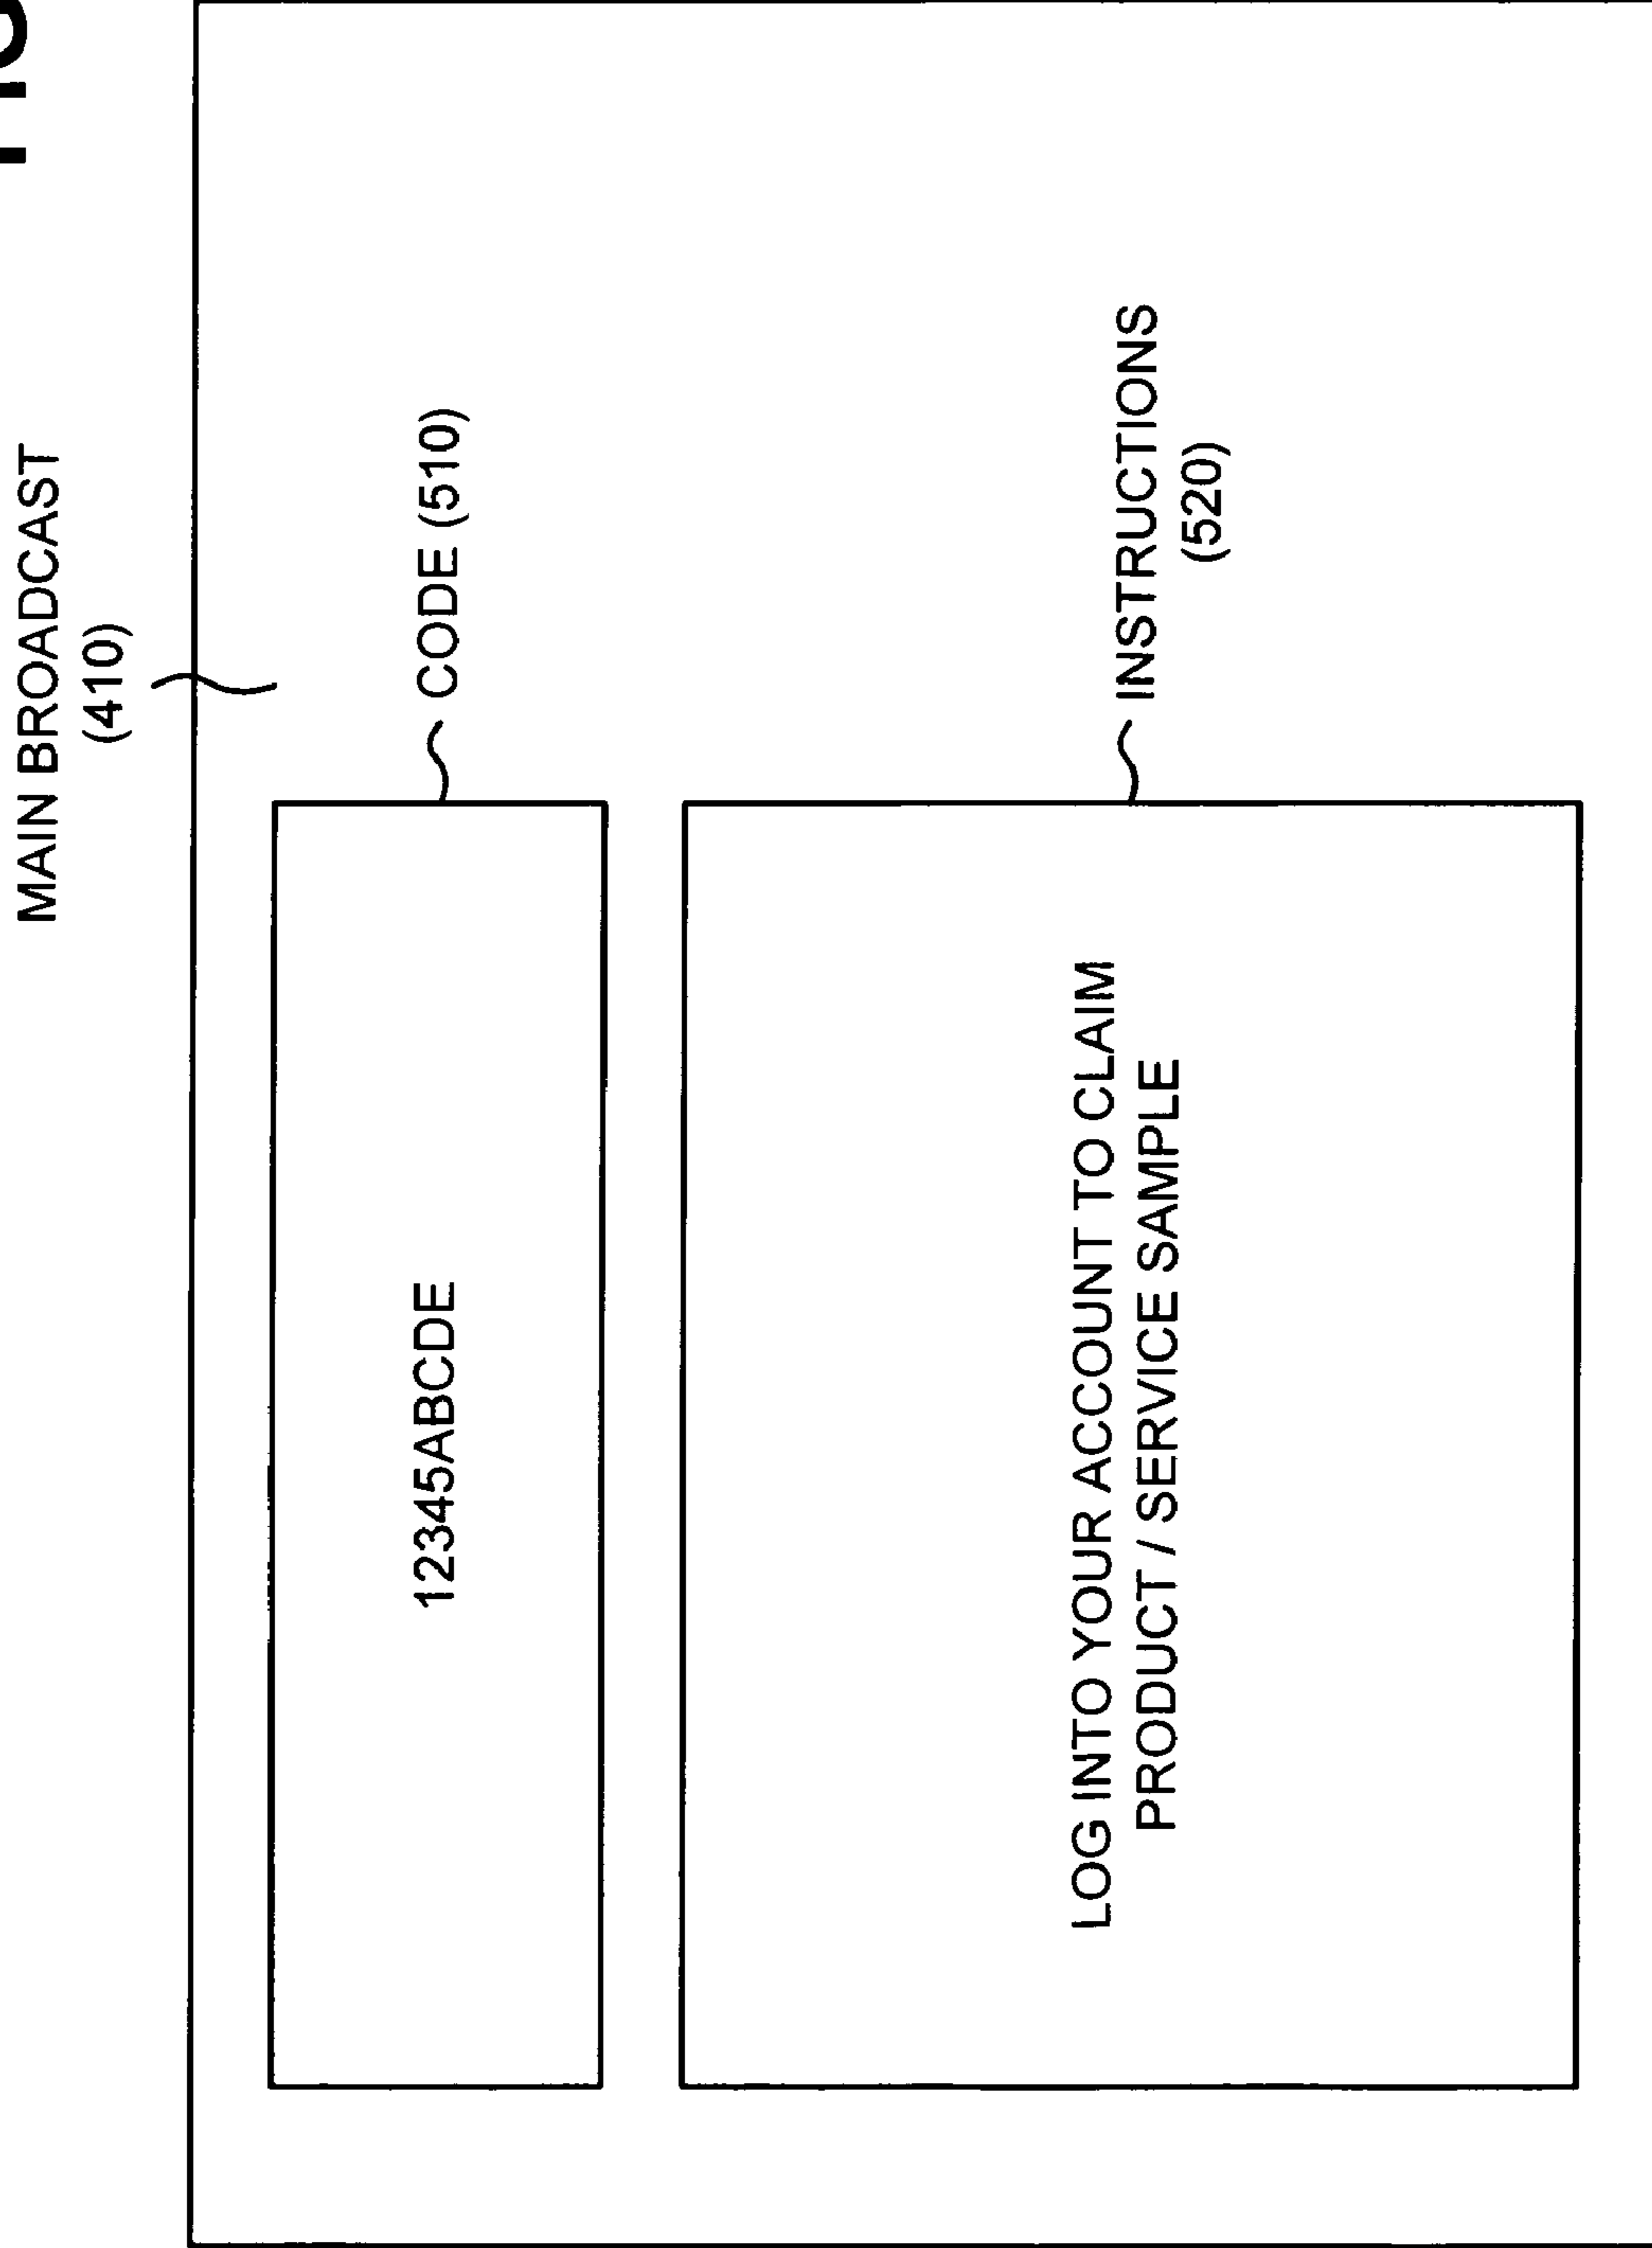 MAIN BROADCAST
(410)
CODE (510)
12345ABCDE
INSTRUCTIONS
(520)
LOG INTO YOUR ACCOUNT TO CLAIM
PRODUCT / SERVICE SAMPLE